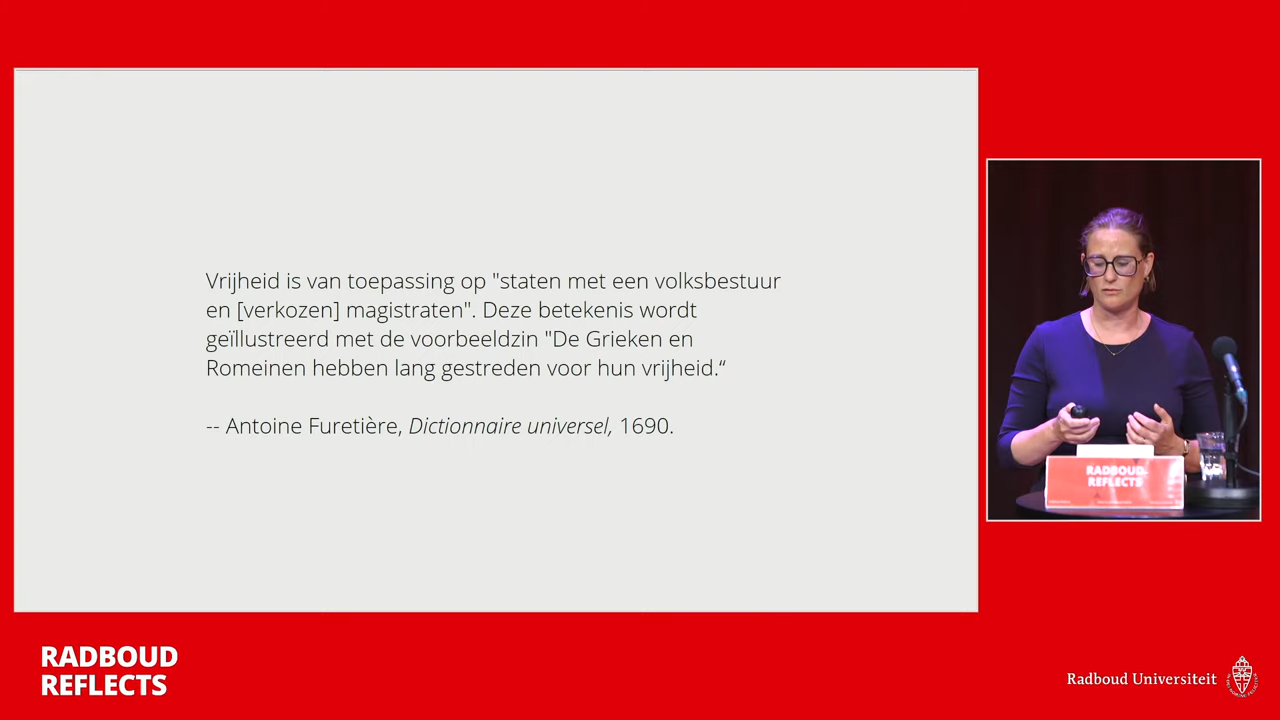 Vrijheid is van toepassing op "staten met een volksbestuur
en [verkozen] magistraten". Deze betekenis wordt
geïllustreerd met de voorbeeldzin "De Grieken en
Romeinen hebben lang gestreden voor hun vrijheid.“
-- Antoine Furetière, Dictionnaire universel, 1690.
RADBOUD
REFLECTS
RADBOUD
REFLECTS
Radboud Universiteit